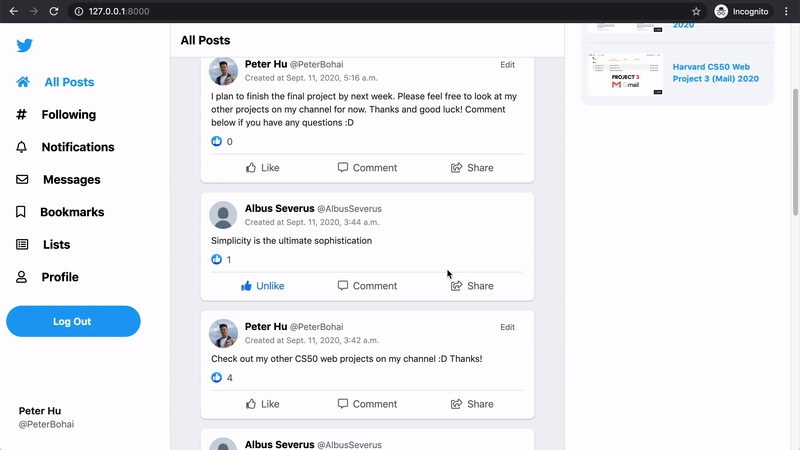 127.0.0.1:8000
Incognito
All Posts
Following
Notifications
Messages
Bookmarks
Lists
Profile
Log Out
Peter Hu
@PeterBohai
All Posts
Peter Hu @PeterBohai
Edit
Created at Sept. 11, 2020, 5:16 a.m.
I plan to finish the final project by next week. Please feel free to look at my
other projects on my channel for now. Thanks and good luck! Comment
below if you have any questions :D
0
Like Comment Share
Albus Severus @AlbusSeverus
Created at Sept. 11, 2020, 3:44 a.m.
Simplicity is the ultimate sophistication
1
Unlike Comment Share
Peter Hu @PeterBohai
Edit
Created at Sept. 11, 2020, 3:42 a.m.
Check out my other CS50 web projects on my channel :D Thanks!
4
Like Comment Share
Albus Severus @AlbusSeverus
2020
PROJECT 3
mail
Harvard CS50 Web
Project 3 (Mail) 2020